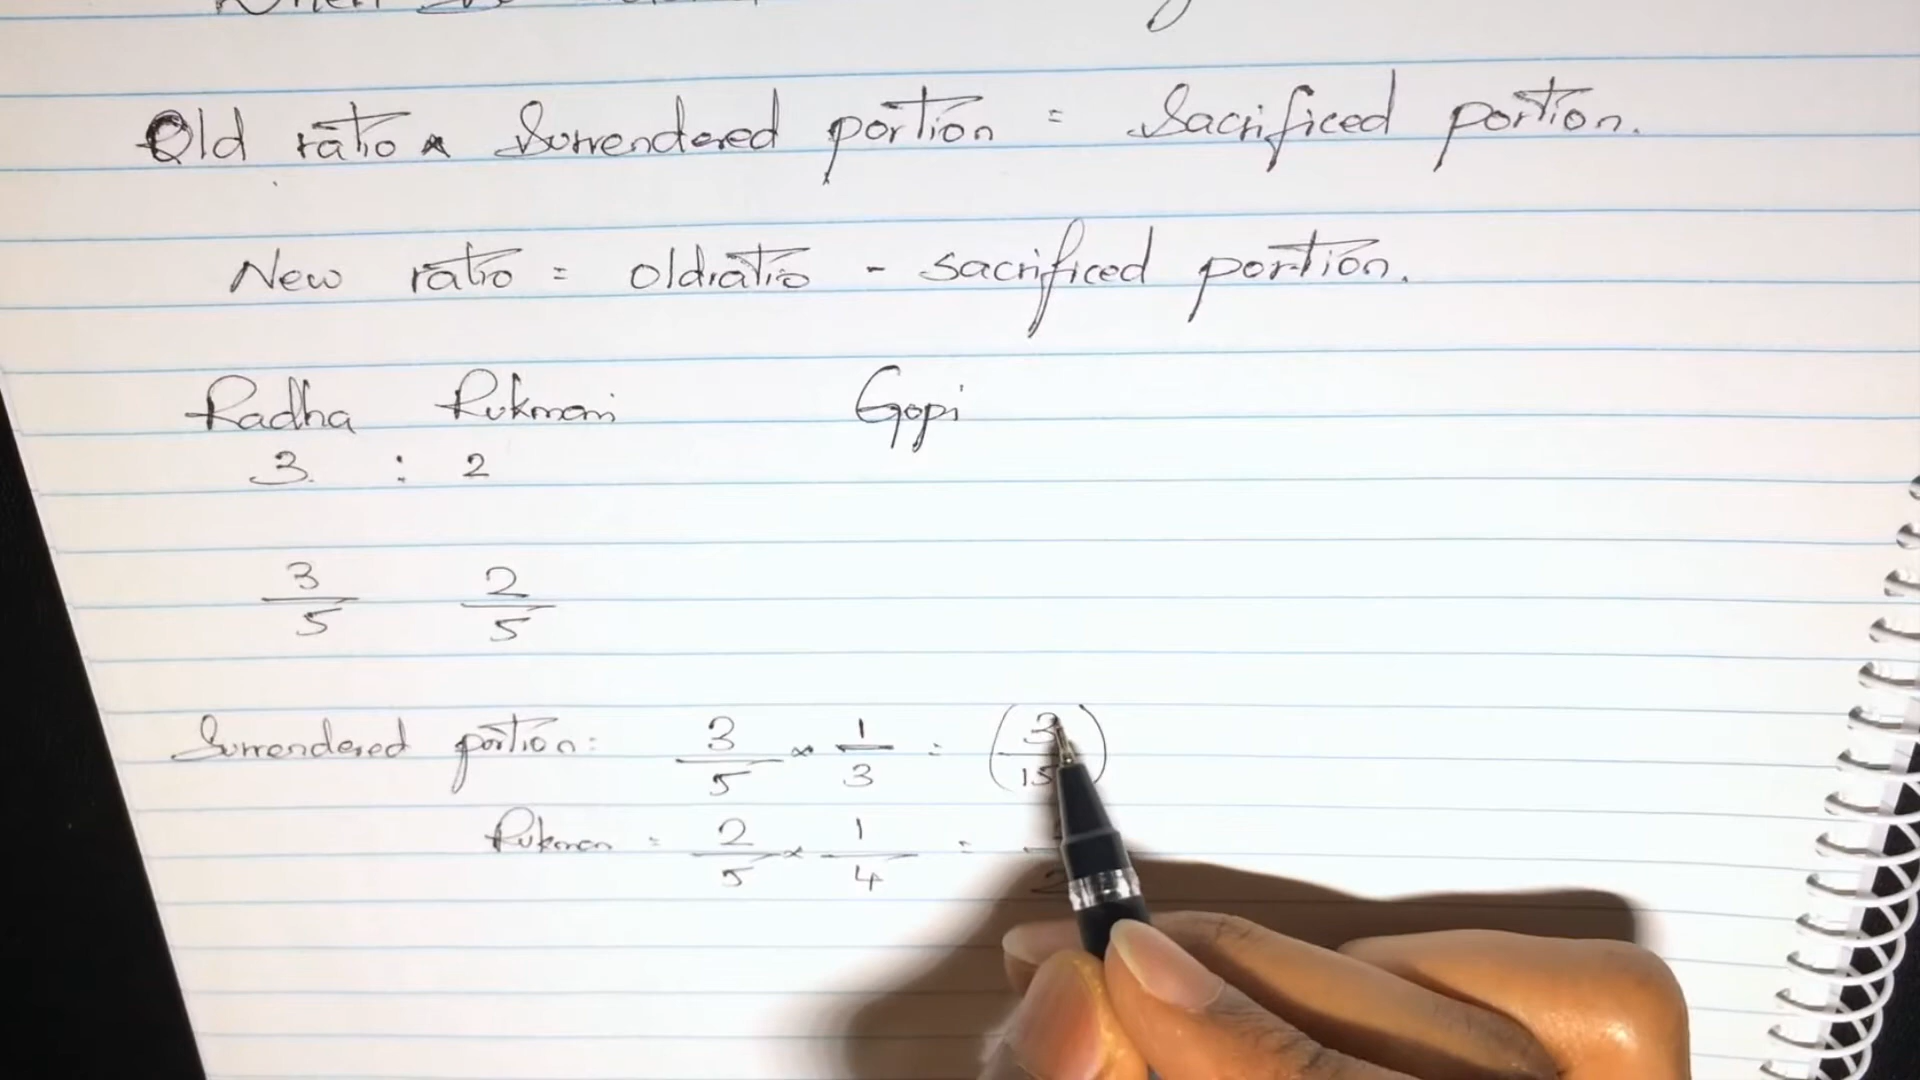 Old ratio × Surrendered portion = Sacrificed portion.
New ratio = old ratio - sacrificed portion.
Radha Rukmani Gopi
3 : 2
3/5 2/5
Surrendered portion: 3/5 × 1/3 = (3/15)
Rukman = 2/5 × 1/4 =